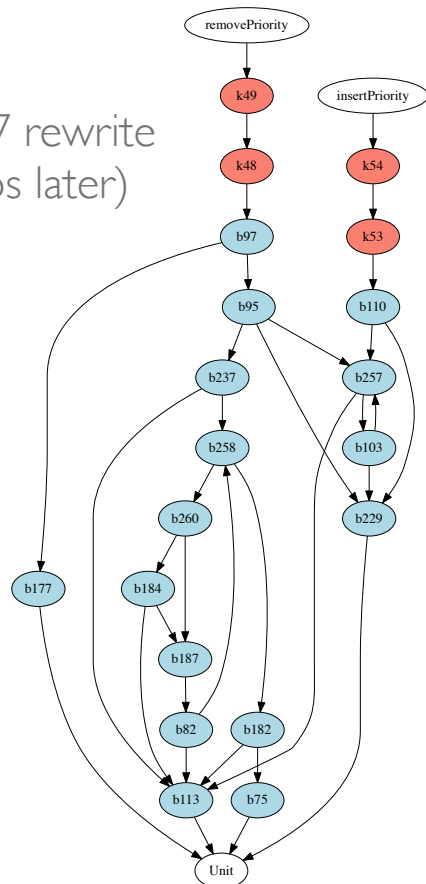 removePriority
7 rewrite
k49
insertPriority
os later)
k48
k54
b97
k53
b95
b110
b237
b257
b258
b103
b260
b229
b177
b184
b187
b82
b182
b113
b75
Unit